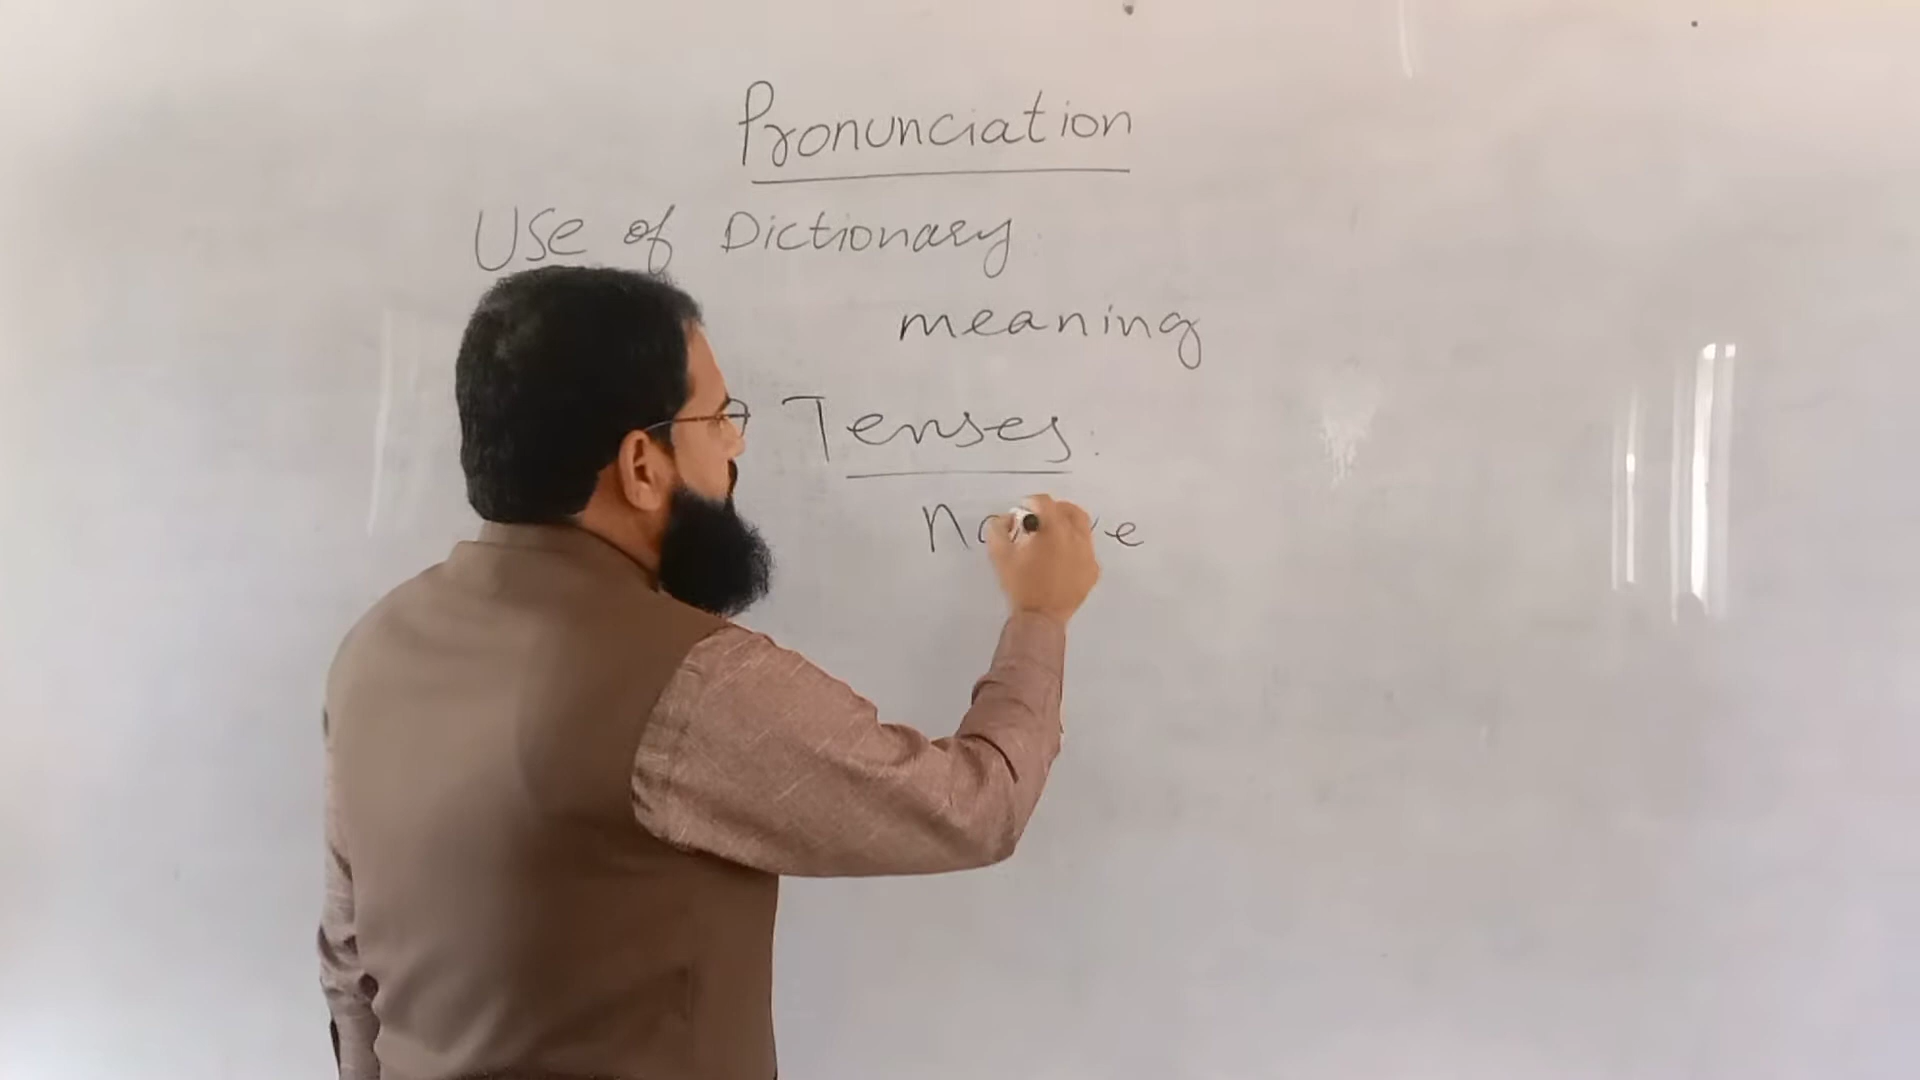 Pronunciation
Use of Dictionary
meaning
Tenses.